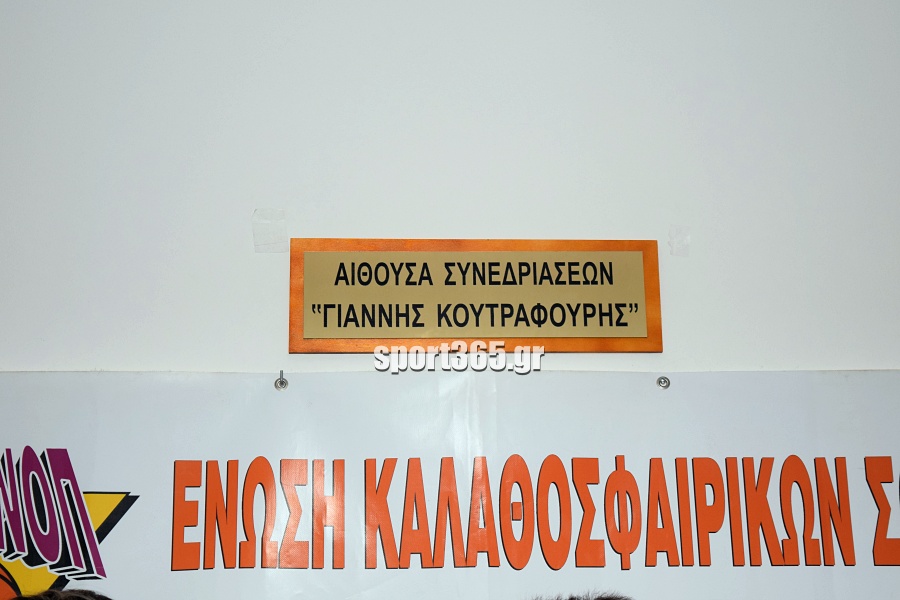 ΑΙΘΟΥΣΑ ΣΥΝΕΔΡΙΑΣΕΩΝ
“ΓΙΑΝΝΗΣ ΚΟΥΤΡΑΦΟΥΡΗΣ”
sport365.gr
ΕΝΩΣΗ ΚΑΛΑΘΟΣΦΑΙΡΙΚΩΝ Σ